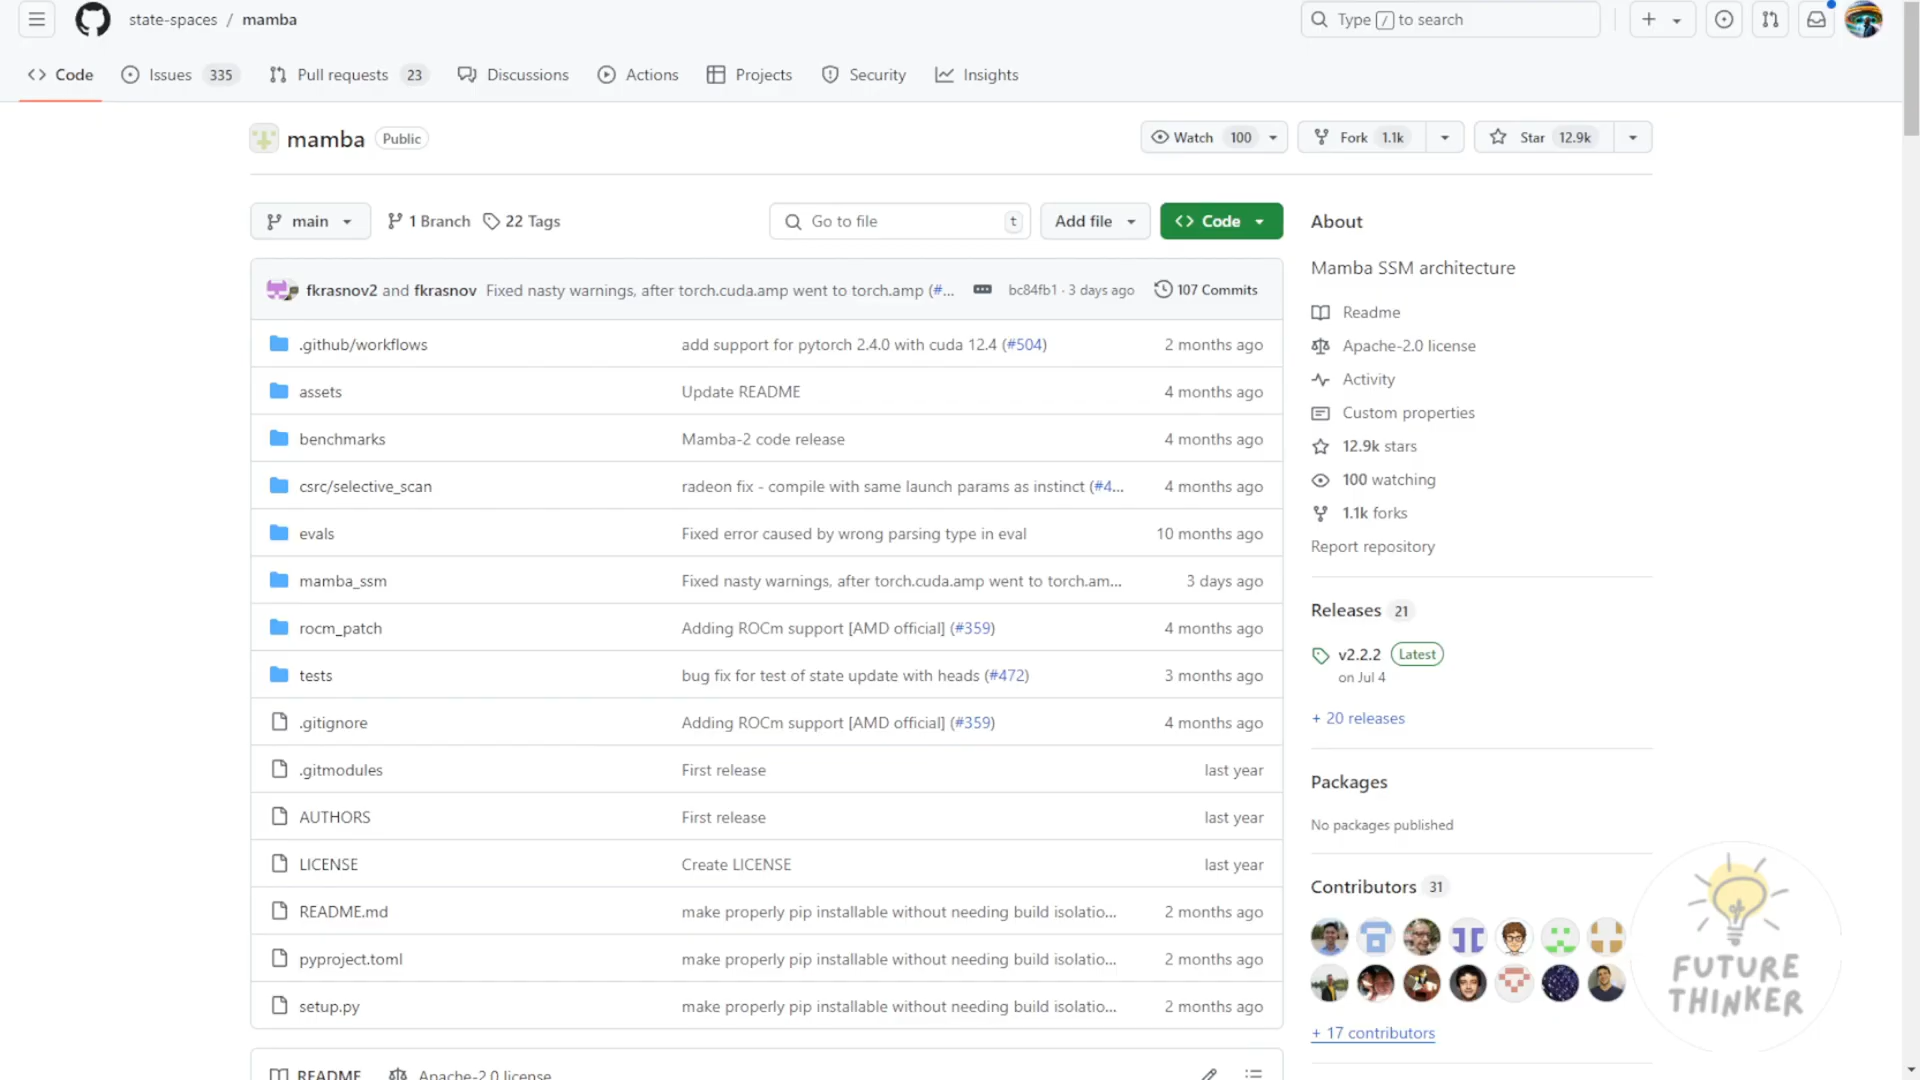 state-spaces / mamba
Type / to search
Code
Issues 335
Pull requests 23
Discussions
Actions
Projects
Security
Insights
mamba Public
Watch 100
Fork 1.1k
Star 12.9k
main
1 Branch
22 Tags
Go to file t
Add file
Code
fkrasnov2 and fkrasnov Fixed nasty warnings, after torch.cuda.amp went to torch.amp (#... bc84fb1 · 3 days ago 107 Commits
.github/workflows add support for pytorch 2.4.0 with cuda 12.4 (#504) 2 months ago
assets Update README 4 months ago
benchmarks Mamba-2 code release 4 months ago
csrc/selective_scan radeon fix - compile with same launch params as instinct (#4... 4 months ago
evals Fixed error caused by wrong parsing type in eval 10 months ago
mamba_ssm Fixed nasty warnings, after torch.cuda.amp went to torch.am... 3 days ago
rocm_patch Adding ROCm support [AMD official] (#359) 4 months ago
tests bug fix for test of state update with heads (#472) 3 months ago
.gitignore Adding ROCm support [AMD official] (#359) 4 months ago
.gitmodules First release last year
AUTHORS First release last year
LICENSE Create LICENSE last year
README.md make properly pip installable without needing build isolatio... 2 months ago
pyproject.toml make properly pip installable without needing build isolatio... 2 months ago
setup.py make properly pip installable without needing build isolatio... 2 months ago
README Apache-2.0 license
About
Mamba SSM architecture
Readme
Apache-2.0 license
Activity
Custom properties
12.9k stars
100 watching
1.1k forks
Report repository
Releases 21
v2.2.2 Latest
on Jul 4
+ 20 releases
Packages
No packages published
Contributors 31
+ 17 contributors
FUTURE
THINKER